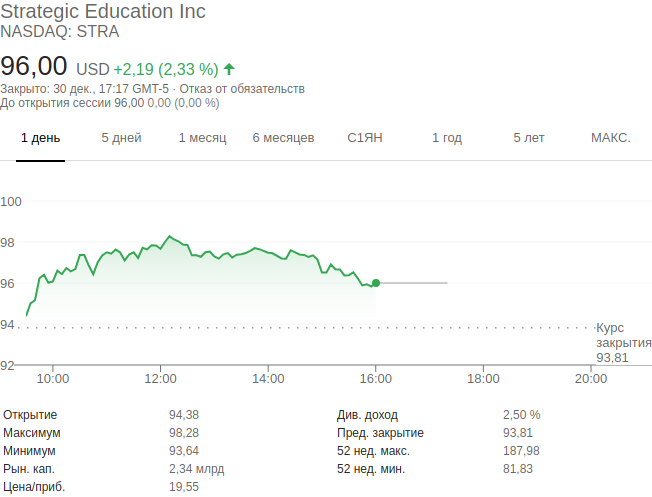 Strategic Education Inc
NASDAQ: STRA
96,00 USD +2,19 (2,33 %)
Закрыто: 30 дек., 17:17 GMT-5 · Отказ от обязательств
До открытия сессии 96,00 0,00 (0,00 %)
1 день 5 дней 1 месяц 6 месяцев С1ЯН 1 год 5 лет МАКС.
100
98
96
94
Курс
закрытия
93,81
92
10:00 12:00 14:00 16:00 18:00 20:00
Открытие 94,38 Див. доход 2,50 %
Максимум 98,28 Пред. закрытие 93,81
Минимум 93,64 52 нед. макс. 187,98
Рын. кап. 2,34 млрд 52 нед. мин. 81,83
Цена/приб. 19,55